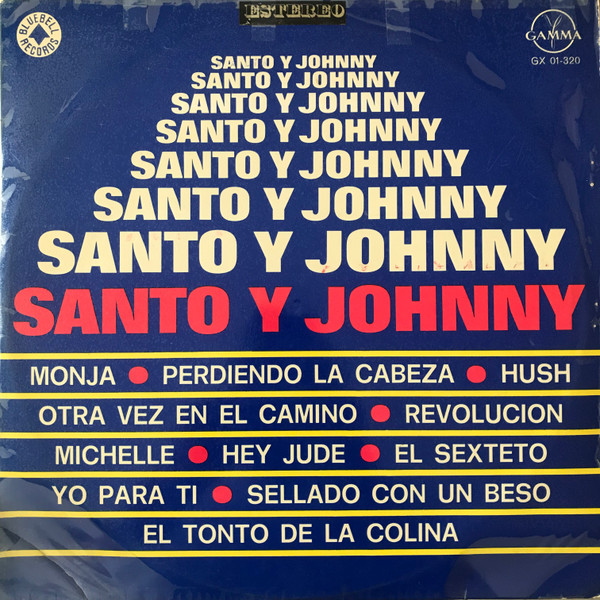 ESTEREO
BLUEBELL
RECORDS
GAMMA
GX 01-320
SANTO Y JOHNNY
SANTO Y JOHNNY
SANTO Y JOHNNY
SANTO Y JOHNNY
SANTO Y JOHNNY
SANTO Y JOHNNY
SANTO Y JOHNNY
SANTO Y JOHNNY
MONJA ● PERDIENDO LA CABEZA ● HUSH
OTRA VEZ EN EL CAMINO ● REVOLUCION
MICHELLE ● HEY JUDE ● EL SEXTETO
YO PARA TI ● SELLADO CON UN BESO
EL TONTO DE LA COLINA